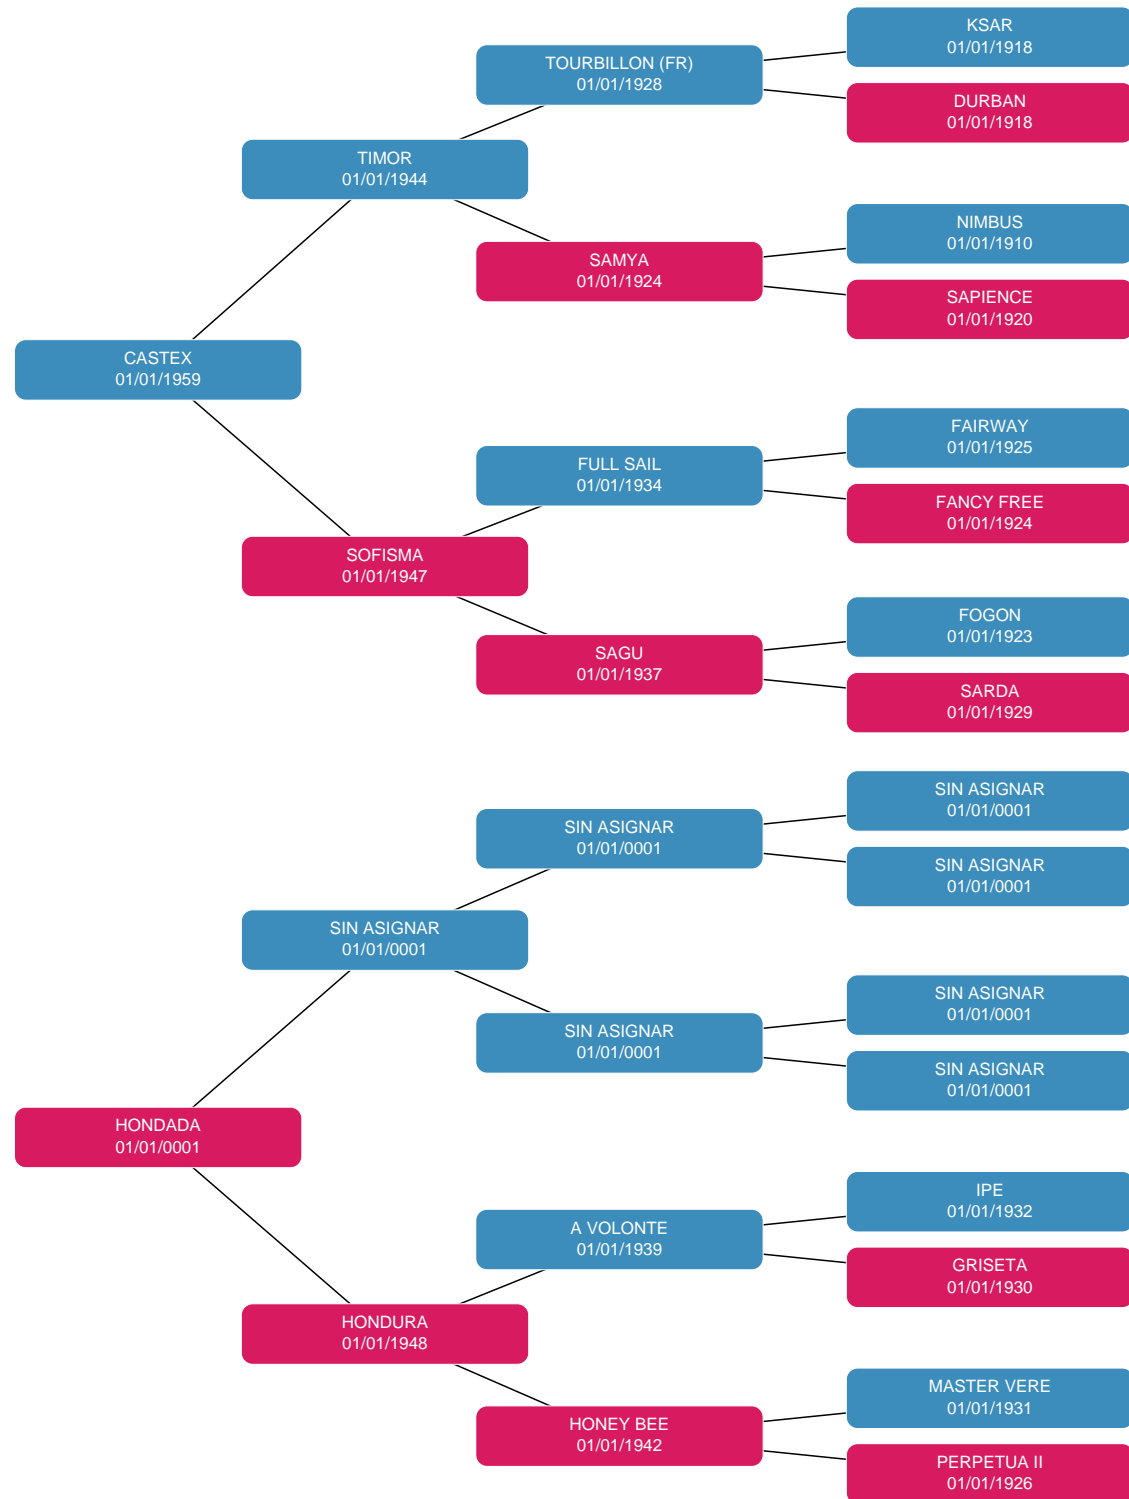 KSAR
01/01/1918
TOURBILLON (FR)
01/01/1928
DURBAN
01/01/1918
TIMOR
01/01/1944
NIMBUS
01/01/1910
SAMYA
01/01/1924
SAPIENCE
01/01/1920
CASTEX
01/01/1959
FAIRWAY
01/01/1925
FULL SAIL
01/01/1934
FANCY FREE
01/01/1924
SOFISMA
01/01/1947
FOGON
01/01/1923
SAGU
01/01/1937
SARDA
01/01/1929
SIN ASIGNAR
01/01/0001
SIN ASIGNAR
01/01/0001
SIN ASIGNAR
01/01/0001
SIN ASIGNAR
01/01/0001
SIN ASIGNAR
01/01/0001
SIN ASIGNAR
01/01/0001
SIN ASIGNAR
01/01/0001
HONDADA
01/01/0001
IPE
01/01/1932
A VOLONTE
01/01/1939
GRISETA
01/01/1930
HONDURA
01/01/1948
MASTER VERE
01/01/1931
HONEY BEE
01/01/1942
PERPETUA II
01/01/1926